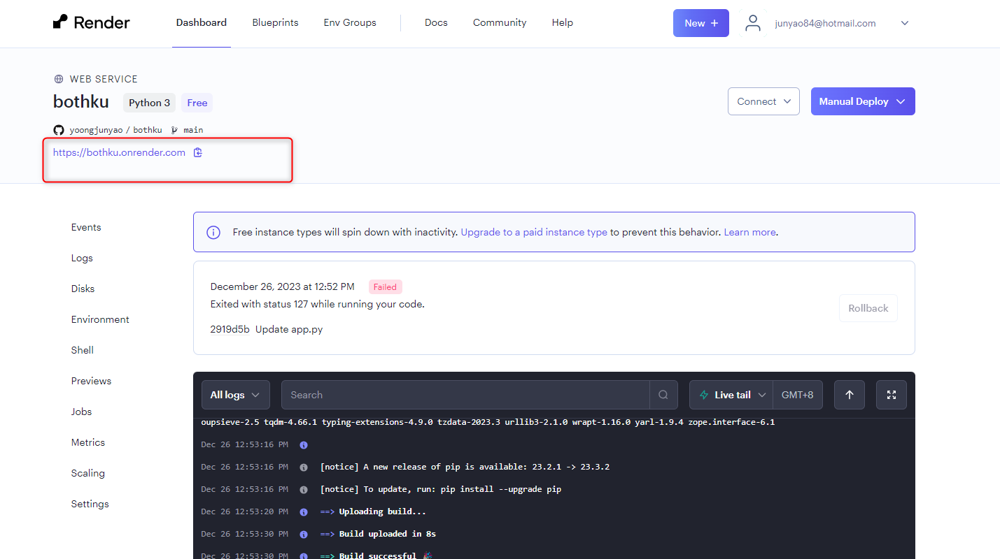 Render Dashboard Blueprints Env Groups Docs Community Help New + junyao84@hotmail.com
WEB SERVICE
bothku Python 3 Free Connect Manual Deploy
yoongjunyao / bothku main
https://bothku.onrender.com
Events
Logs
Disks
Environment
Shell
Previews
Jobs
Metrics
Scaling
Settings
Free instance types will spin down with inactivity. Upgrade to a paid instance type to prevent this behavior. Learn more.
December 26, 2023 at 12:52 PM Failed
Exited with status 127 while running your code.
Rollback
2919d5b Update app.py
All logs Search Live tail GMT+8
oupsieve-2.5 tqdm-4.66.1 typing-extensions-4.9.0 tzdata-2023.3 urllib3-2.1.0 wrapt-1.16.0 yarl-1.9.4 zope.interface-6.1
Dec 26 12:53:16 PM
Dec 26 12:53:16 PM [notice] A new release of pip is available: 23.2.1 -> 23.3.2
Dec 26 12:53:16 PM [notice] To update, run: pip install --upgrade pip
Dec 26 12:53:20 PM ==> Uploading build...
Dec 26 12:53:30 PM ==> Build uploaded in 8s
Dec 26 12:53:30 PM ==> Build successful 🎉